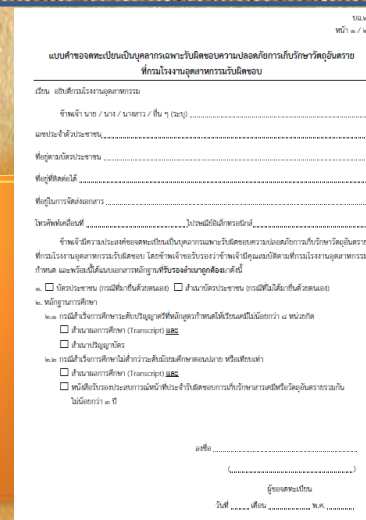 บฉ.๒
หน้า ๑ / ๒
แบบคำขอจดทะเบียนเป็นบุคลากรเฉพาะรับผิดชอบความปลอดภัยการเก็บรักษาวัตถุอันตราย
ที่กรมโรงงานอุตสาหกรรมรับผิดชอบ
เรียน อธิบดีกรมโรงงานอุตสาหกรรม
ข้าพเจ้า นาย / นาง / นางสาว / อื่น ๆ (ระบุ)
เลขประจำตัวประชาชน
ที่อยู่ตามบัตรประชาชน
ที่อยู่ที่ติดต่อได้
ที่อยู่ในการจัดส่งเอกสาร
โทรศัพท์เคลื่อนที่ ไปรษณีย์อิเล็กทรอนิกส์
ข้าพเจ้ามีความประสงค์ขอจดทะเบียนเป็นบุคลากรเฉพาะรับผิดชอบความปลอดภัยการเก็บรักษาวัตถุอันตราย
ที่กรมโรงงานอุตสาหกรรมรับผิดชอบ โดยข้าพเจ้าขอรับรองว่าข้าพเจ้ามีคุณสมบัติตามที่กรมโรงงานอุตสาหกรรม
กำหนด และพร้อมนี้ได้แนบเอกสารหลักฐานที่รับรองสำเนาถูกต้องมาดังนี้
๑. ☐ บัตรประชาชน (กรณีที่มายื่นด้วยตนเอง) ☐ สำเนาบัตรประชาชน (กรณีที่ไม่ได้มายื่นด้วยตนเอง)
๒. หลักฐานการศึกษา
๒.๑ กรณีสำเร็จการศึกษาระดับปริญญาตรีที่หลักสูตรกำหนดให้เรียนเคมีไม่น้อยกว่า ๘ หน่วยกิต
☐ สำเนาผลการศึกษา (Transcript) และ
☐ สำเนาปริญญาบัตร
๒.๒ กรณีสำเร็จการศึกษาไม่ต่ำกว่าระดับมัธยมศึกษาตอนปลาย หรือเทียบเท่า
☐ สำเนาผลการศึกษา (Transcript) และ
☐ หนังสือรับรองประสบการณ์หน้าที่ประจำรับผิดชอบการเก็บรักษาสารเคมีหรือวัตถุอันตรายรวมกัน
ไม่น้อยกว่า ๓ ปี
ลงชื่อ
( )
ผู้ขอจดทะเบียน
วันที่ เดือน พ.ศ.